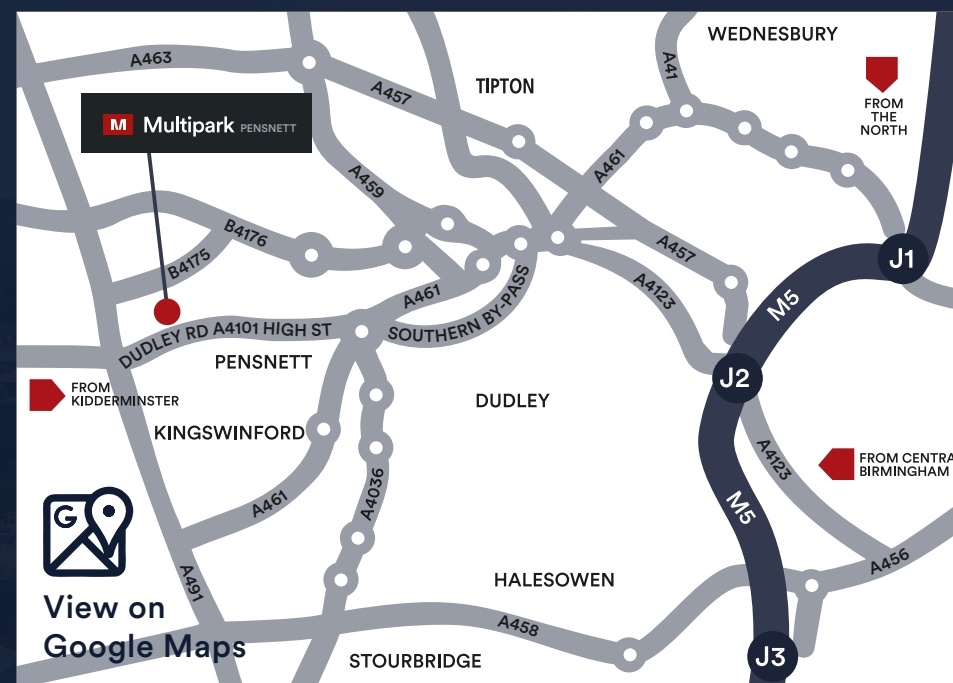 WEDNESBURY
A463
A41
TIPTON
A457
FROM
THE
NORTH
M Multipark PENSNETT
A461
A459
B4176
A457
B4175
J1
A4123
A461
SOUTHERN BY-PASS
M5
DUDLEY RD A4101 HIGH ST
PENSNETT
J2
FROM
KIDDERMINSTER
DUDLEY
KINGSWINFORD
A4123
FROM CENTRA
BIRMINGHAM
A4036
A461
M5
G
A456
A491
HALESOWEN
View on
Google Maps
A458
STOURBRIDGE
J3